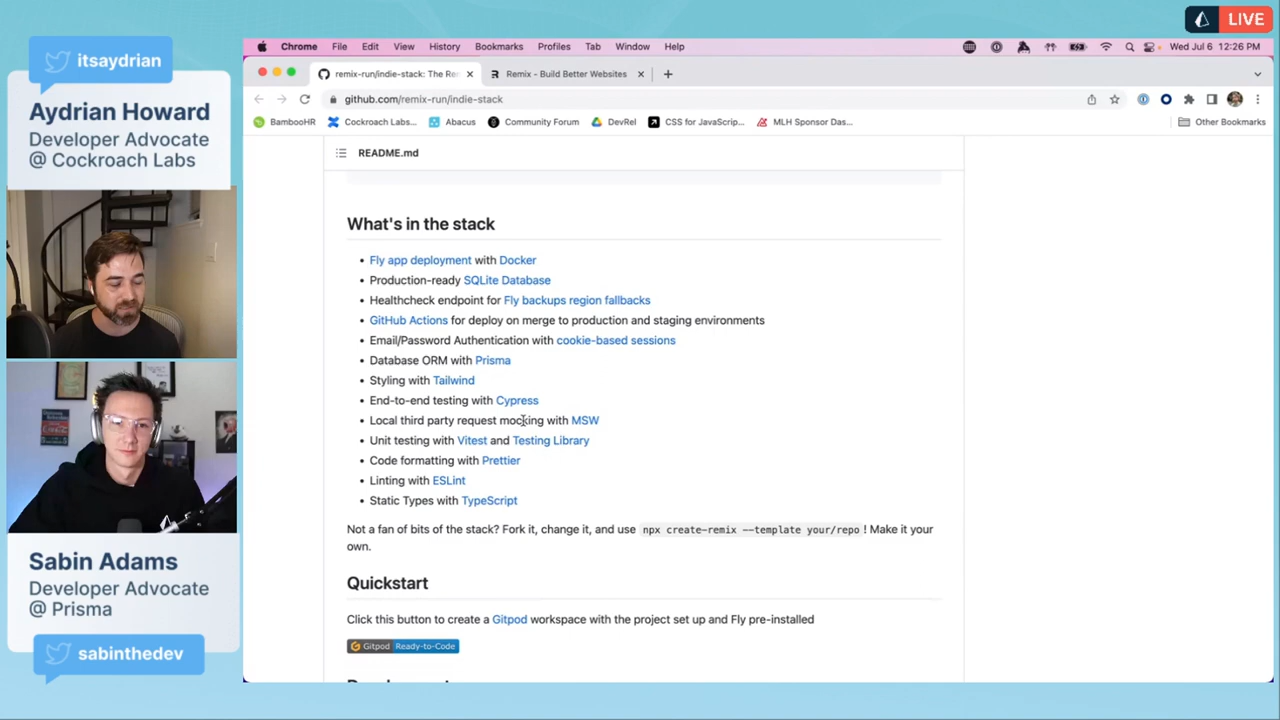 LIVE
itsaydrian
Aydrian Howard
Developer Advocate
@ Cockroach Labs
Sabin Adams
Developer Advocate
@ Prisma
sabinthedev
Chrome File Edit View History Bookmarks Profiles Tab Window Help Wed Jul 6 12:26 PM
remix-run/indie-stack: The Re Remix - Build Better Websites
github.com/remix-run/indie-stack
BambooHR Cockroach Labs... Abacus Community Forum DevRel CSS for JavaScrip... MLH Sponsor Das... Other Bookmarks
README.md
What's in the stack
• Fly app deployment with Docker
• Production-ready SQLite Database
• Healthcheck endpoint for Fly backups region fallbacks
• GitHub Actions for deploy on merge to production and staging environments
• Email/Password Authentication with cookie-based sessions
• Database ORM with Prisma
• Styling with Tailwind
• End-to-end testing with Cypress
• Local third party request mocking with MSW
• Unit testing with Vitest and Testing Library
• Code formatting with Prettier
• Linting with ESLint
• Static Types with TypeScript
Not a fan of bits of the stack? Fork it, change it, and use npx create-remix --template your/repo ! Make it your
own.
Quickstart
Click this button to create a Gitpod workspace with the project set up and Fly pre-installed
Gitpod Ready-to-Code